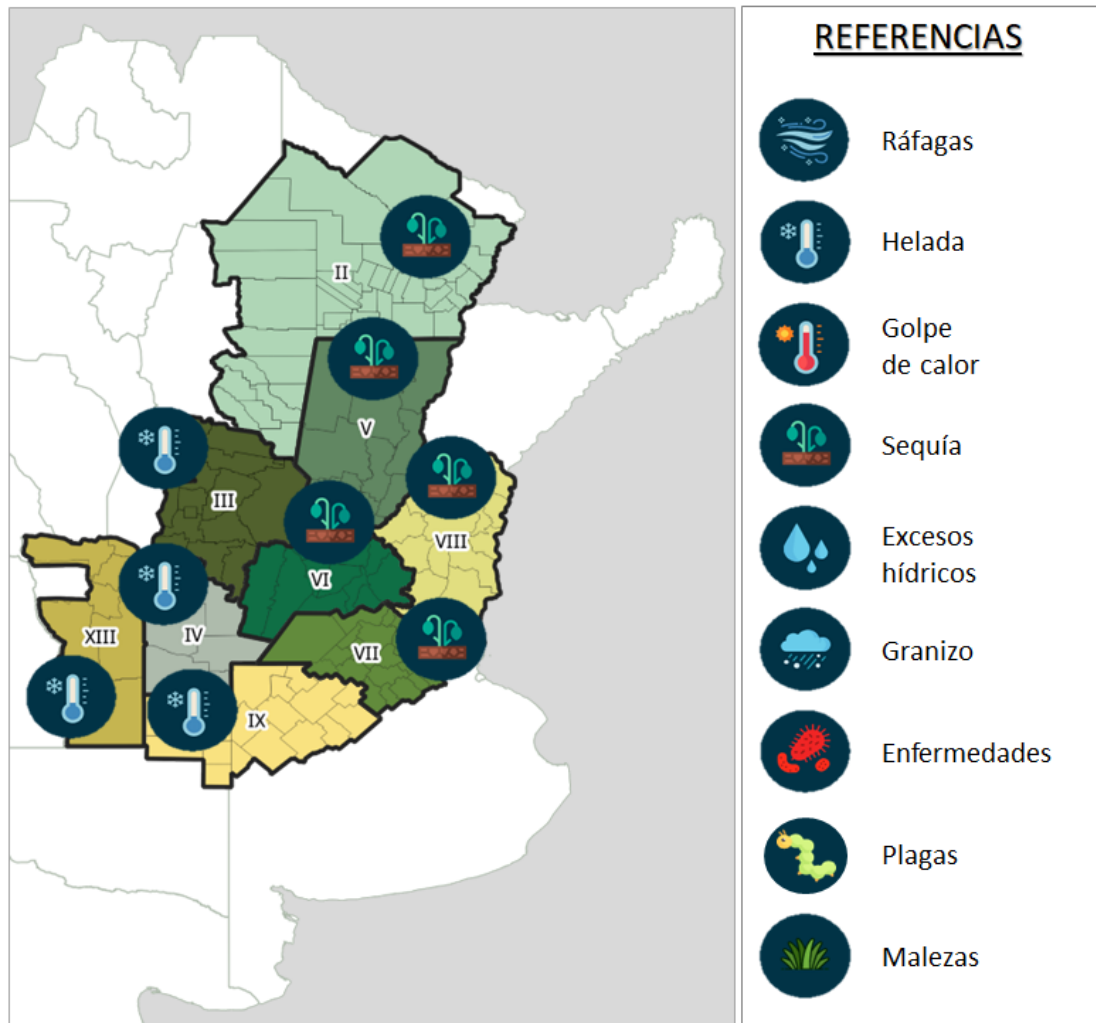 REFERENCIAS
Ráfagas
Helada
Golpe
de calor
Sequía
Excesos
hídricos
Granizo
Enfermedades
Plagas
Malezas
II
V
III
VIII
VI
XIII
IV
VII
IX